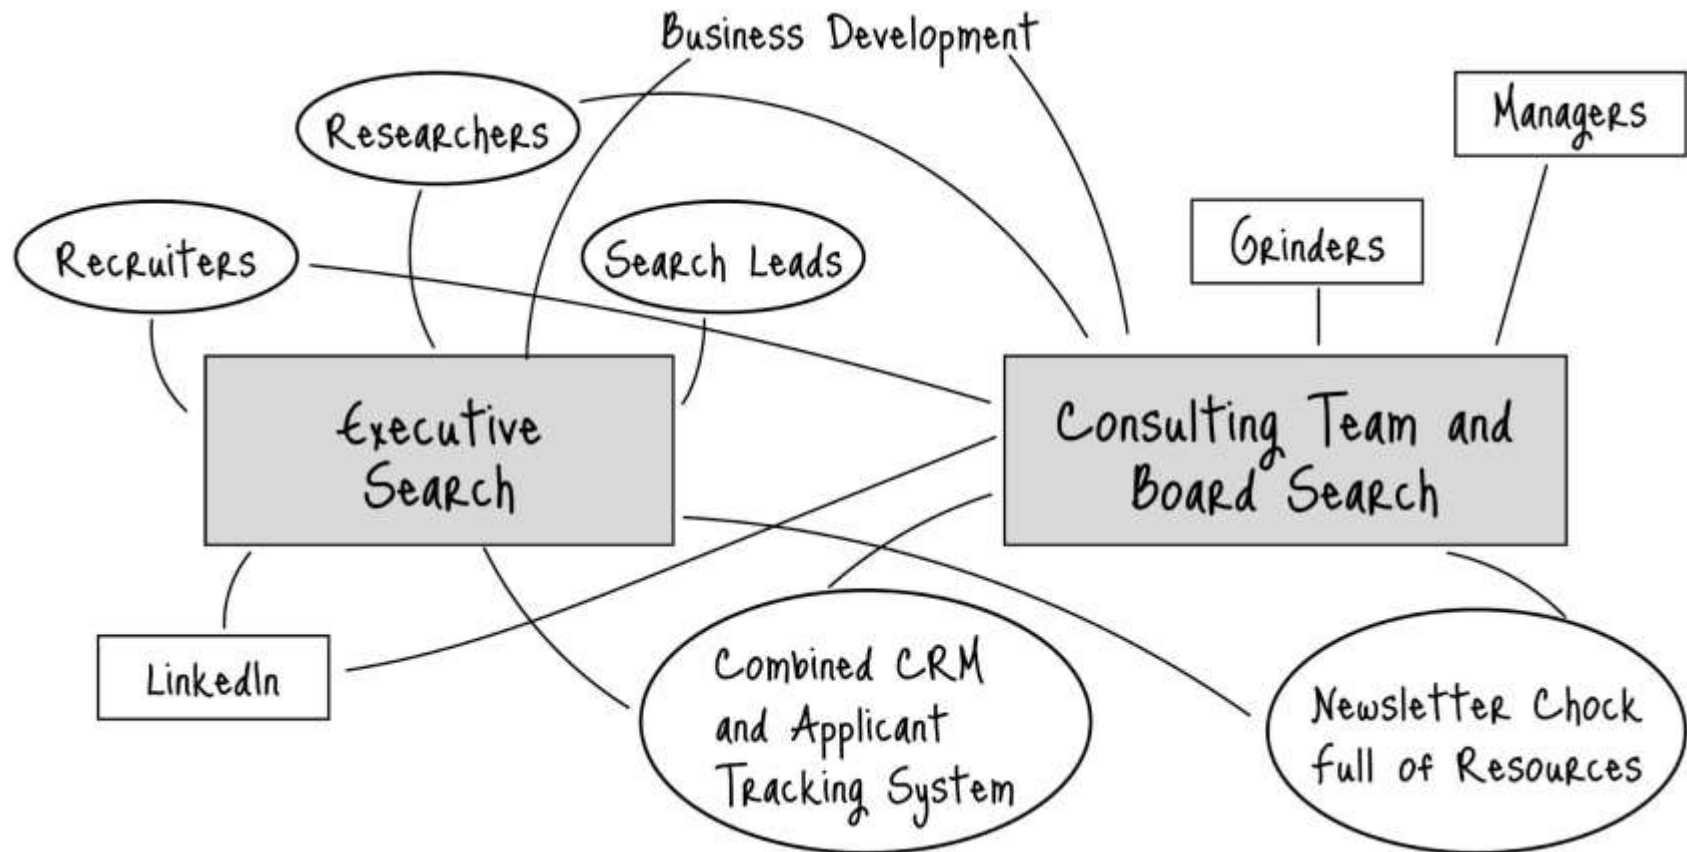 Business Development
Researchers
Managers
Recruiters
Search Leads
Grinders
Executive
Search
Consulting Team and
Board Search
LinkedIn
Combined CRM
and Applicant
Tracking System
Newsletter Chock
full of Resources